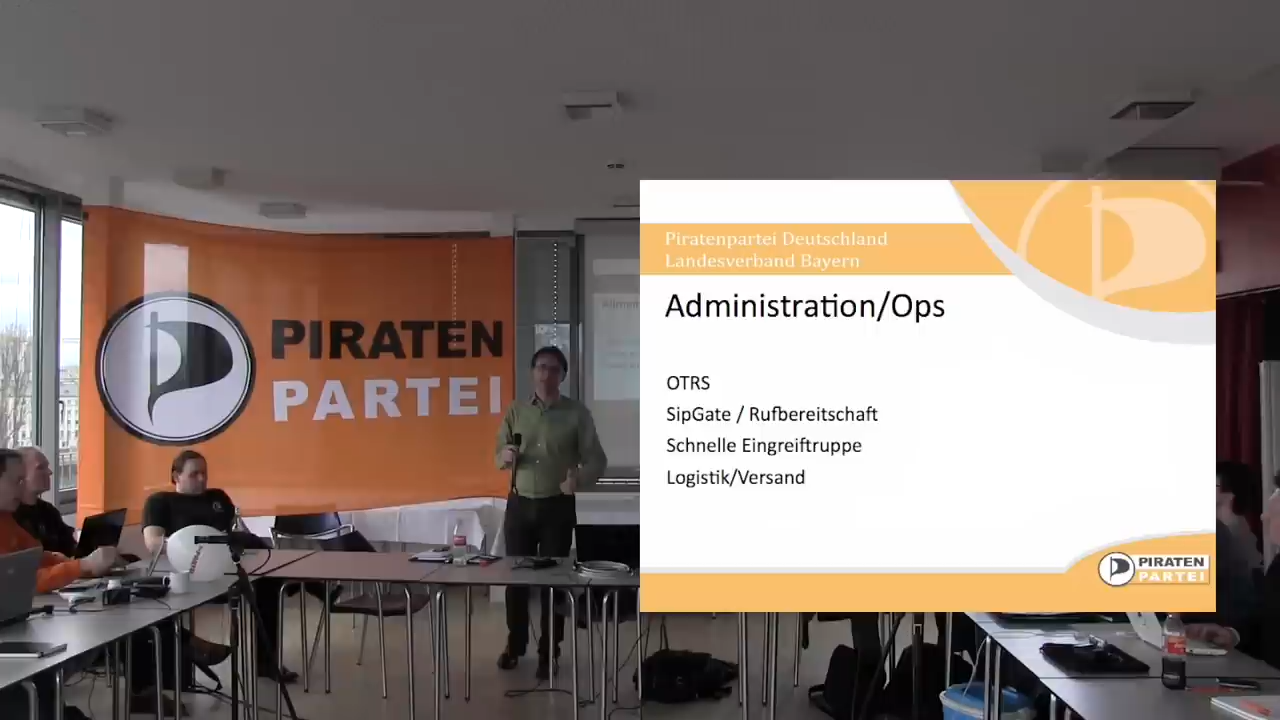 PIRATEN
PARTEI
Piratenpartei Deutschland
Landesverband Bayern
Administration/Ops
OTRS
SipGate / Rufbereitschaft
Schnelle Eingreiftruppe
Logistik/Versand
PIRATEN
PARTEI